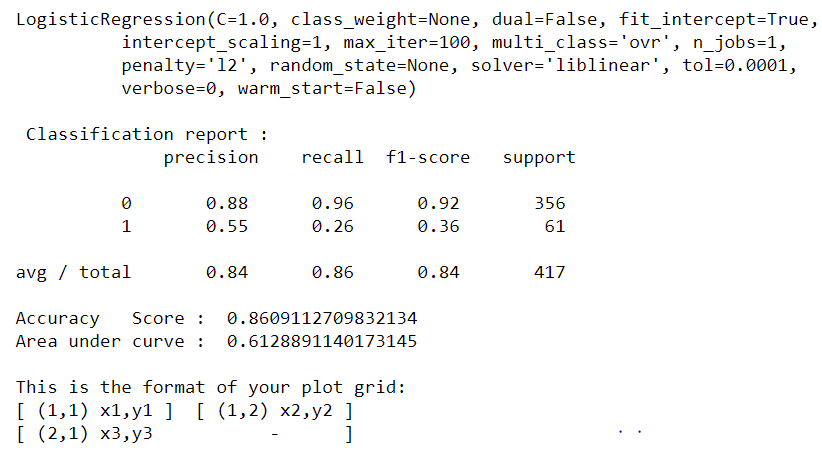 LogisticRegression(C=1.0, class_weight=None, dual=False, fit_intercept=True,
          intercept_scaling=1, max_iter=100, multi_class='ovr', n_jobs=1,
          penalty='l2', random_state=None, solver='liblinear', tol=0.0001,
          verbose=0, warm_start=False)

 Classification report :
              precision    recall  f1-score   support

          0       0.88      0.96      0.92       356
          1       0.55      0.26      0.36        61

avg / total       0.84      0.86      0.84       417

Accuracy   Score :  0.8609112709832134
Area under curve :  0.6128891140173145

This is the format of your plot grid:
[ (1,1) x1,y1 ]  [ (1,2) x2,y2 ]
[ (2,1) x3,y3           -      ]